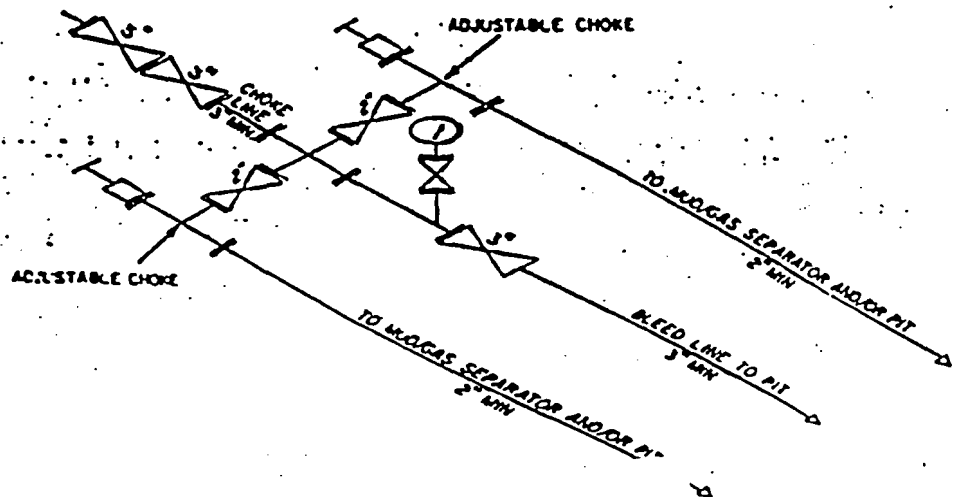 ADJUSTABLE CHOKE
3"
3"
CHOKE
LINE
3" MIN
TO MUD/GAS SEPARATOR AND/OR PIT
2" MIN
3"
ADJUSTABLE CHOKE
BLEED LINE TO PIT
3" MIN
TO MUD/GAS SEPARATOR AND/OR PIT
2" MIN